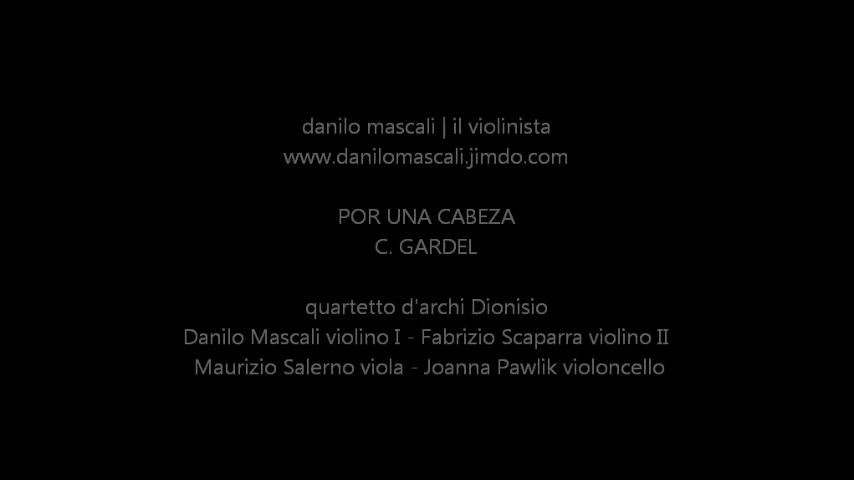 danilo mascali | il violinista
www.danilomascali.jimdo.com
POR UNA CABEZA
C. GARDEL
quartetto d'archi Dionisio
Danilo Mascali violino I - Fabrizio Scaparra violino II
Maurizio Salerno viola - Joanna Pawlik violoncello